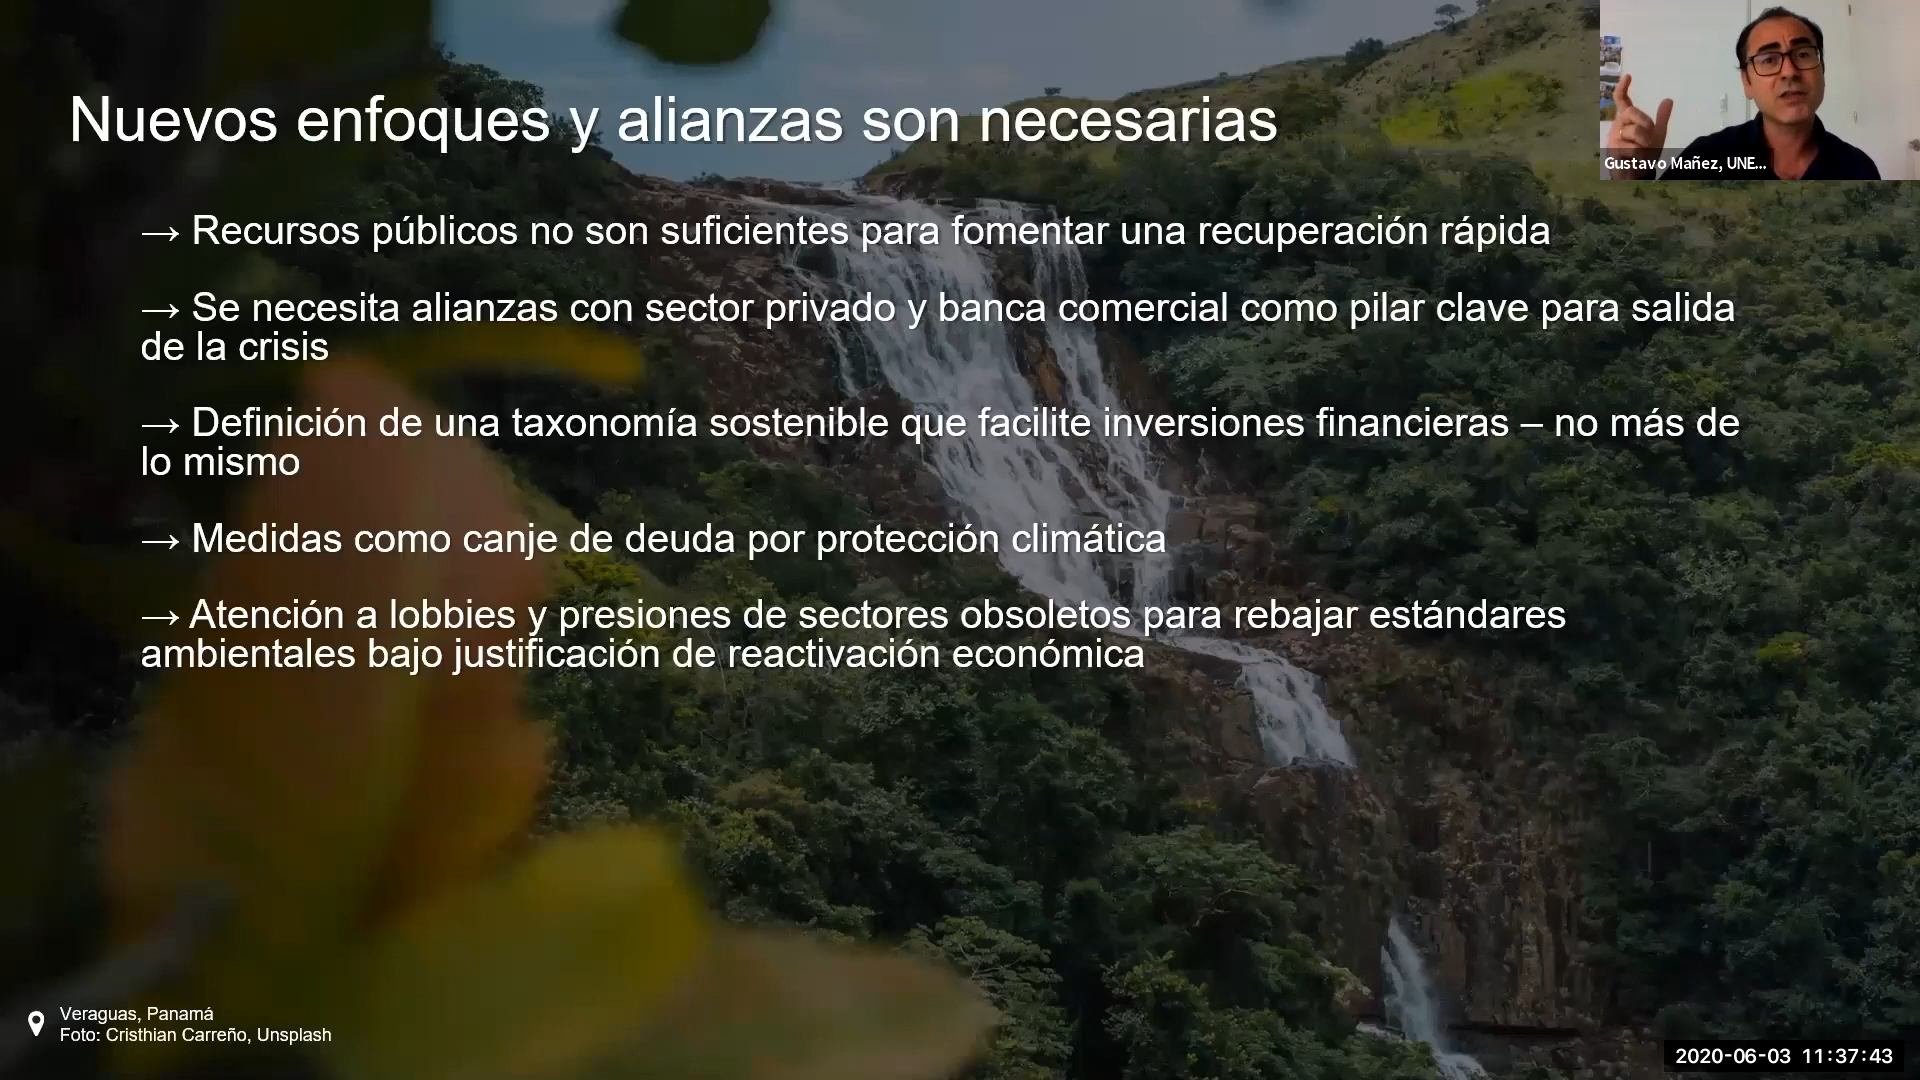 Nuevos enfoques y alianzas son necesarias
Gustavo Mañez, UNE...
→ Recursos públicos no son suficientes para fomentar una recuperación rápida
→ Se necesita alianzas con sector privado y banca comercial como pilar clave para salida
de la crisis
→ Definición de una taxonomía sostenible que facilite inversiones financieras – no más de
lo mismo
→ Medidas como canje de deuda por protección climática
→ Atención a lobbies y presiones de sectores obsoletos para rebajar estándares
ambientales bajo justificación de reactivación económica
Veraguas, Panamá
Foto: Cristhian Carreño, Unsplash
2020-06-03 11:37:43